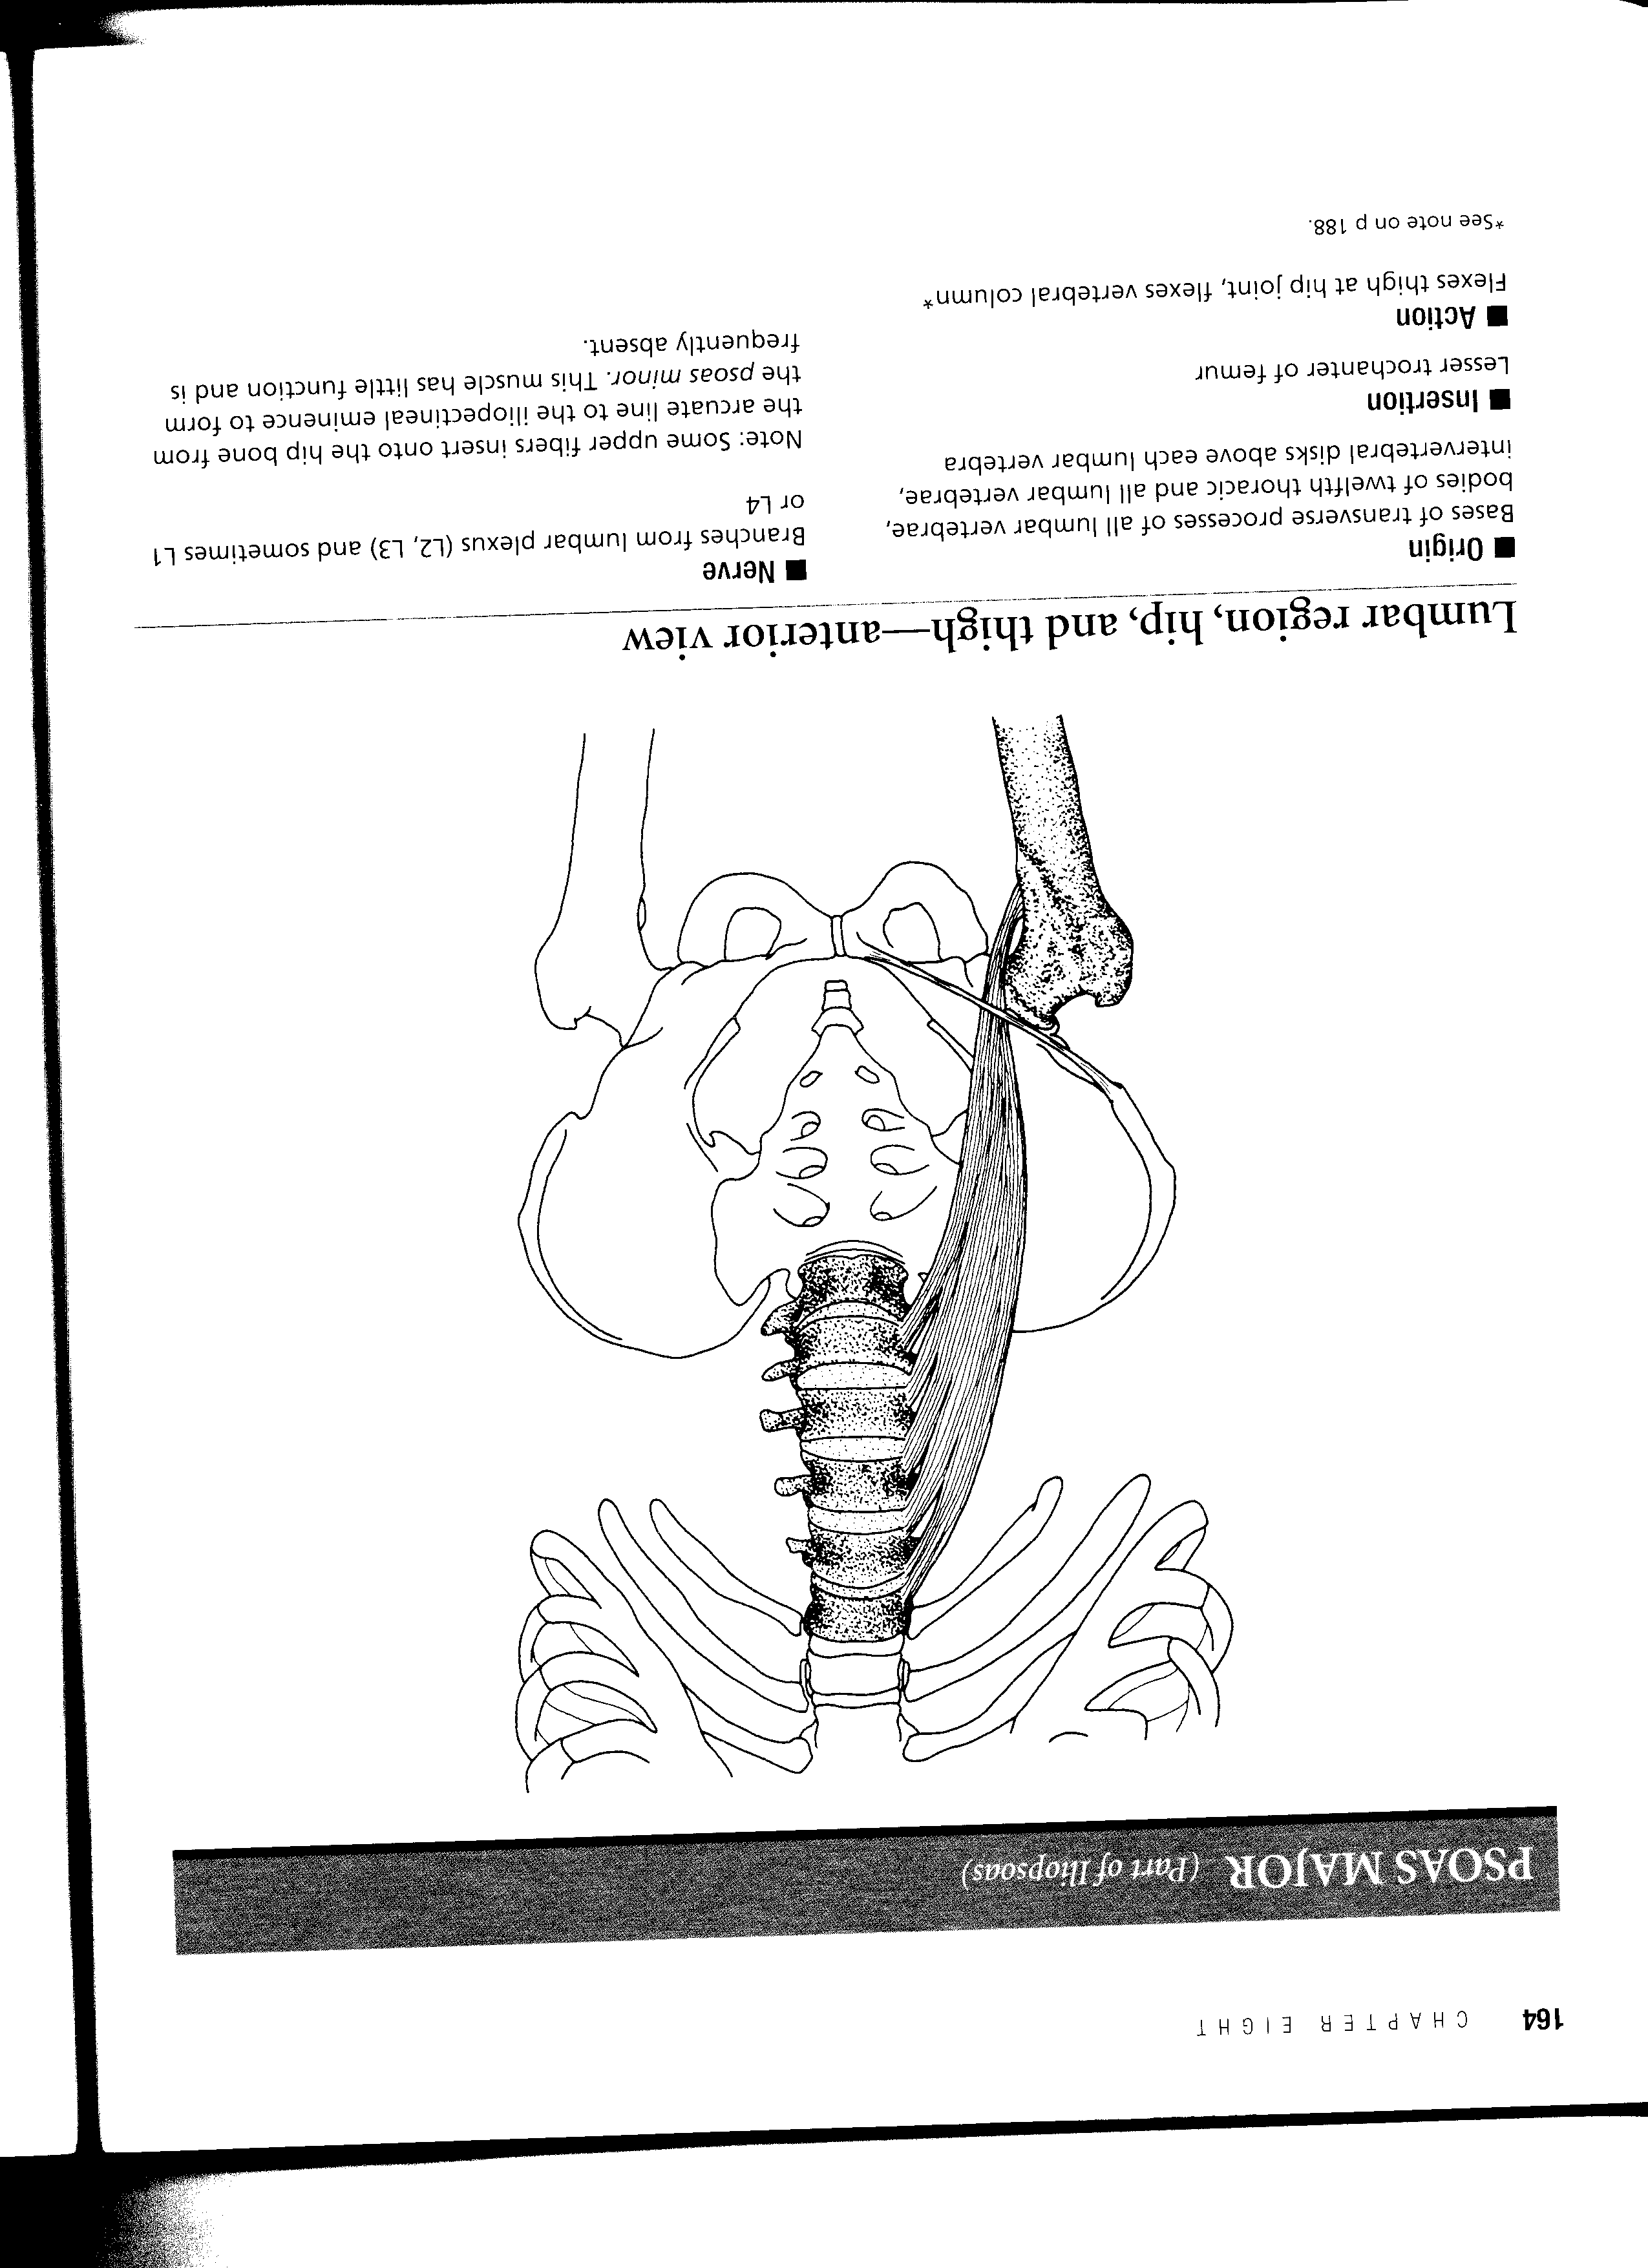 164 CHAPTER EIGHT
PSOAS MAJOR (Part of Iliopsoas)
Lumbar region, hip, and thigh—anterior view
■ Origin
Bases of transverse processes of all lumbar vertebrae,
bodies of twelfth thoracic and all lumbar vertebrae,
intervertebral disks above each lumbar vertebra
■ Insertion
Lesser trochanter of femur
■ Action
Flexes thigh at hip joint, flexes vertebral column*
*See note on p 188.
■ Nerve
Branches from lumbar plexus (L2, L3) and sometimes L1
or L4
Note: Some upper fibers insert onto the hip bone from
the arcuate line to the iliopectineal eminence to form
the psoas minor. This muscle has little function and is
frequently absent.